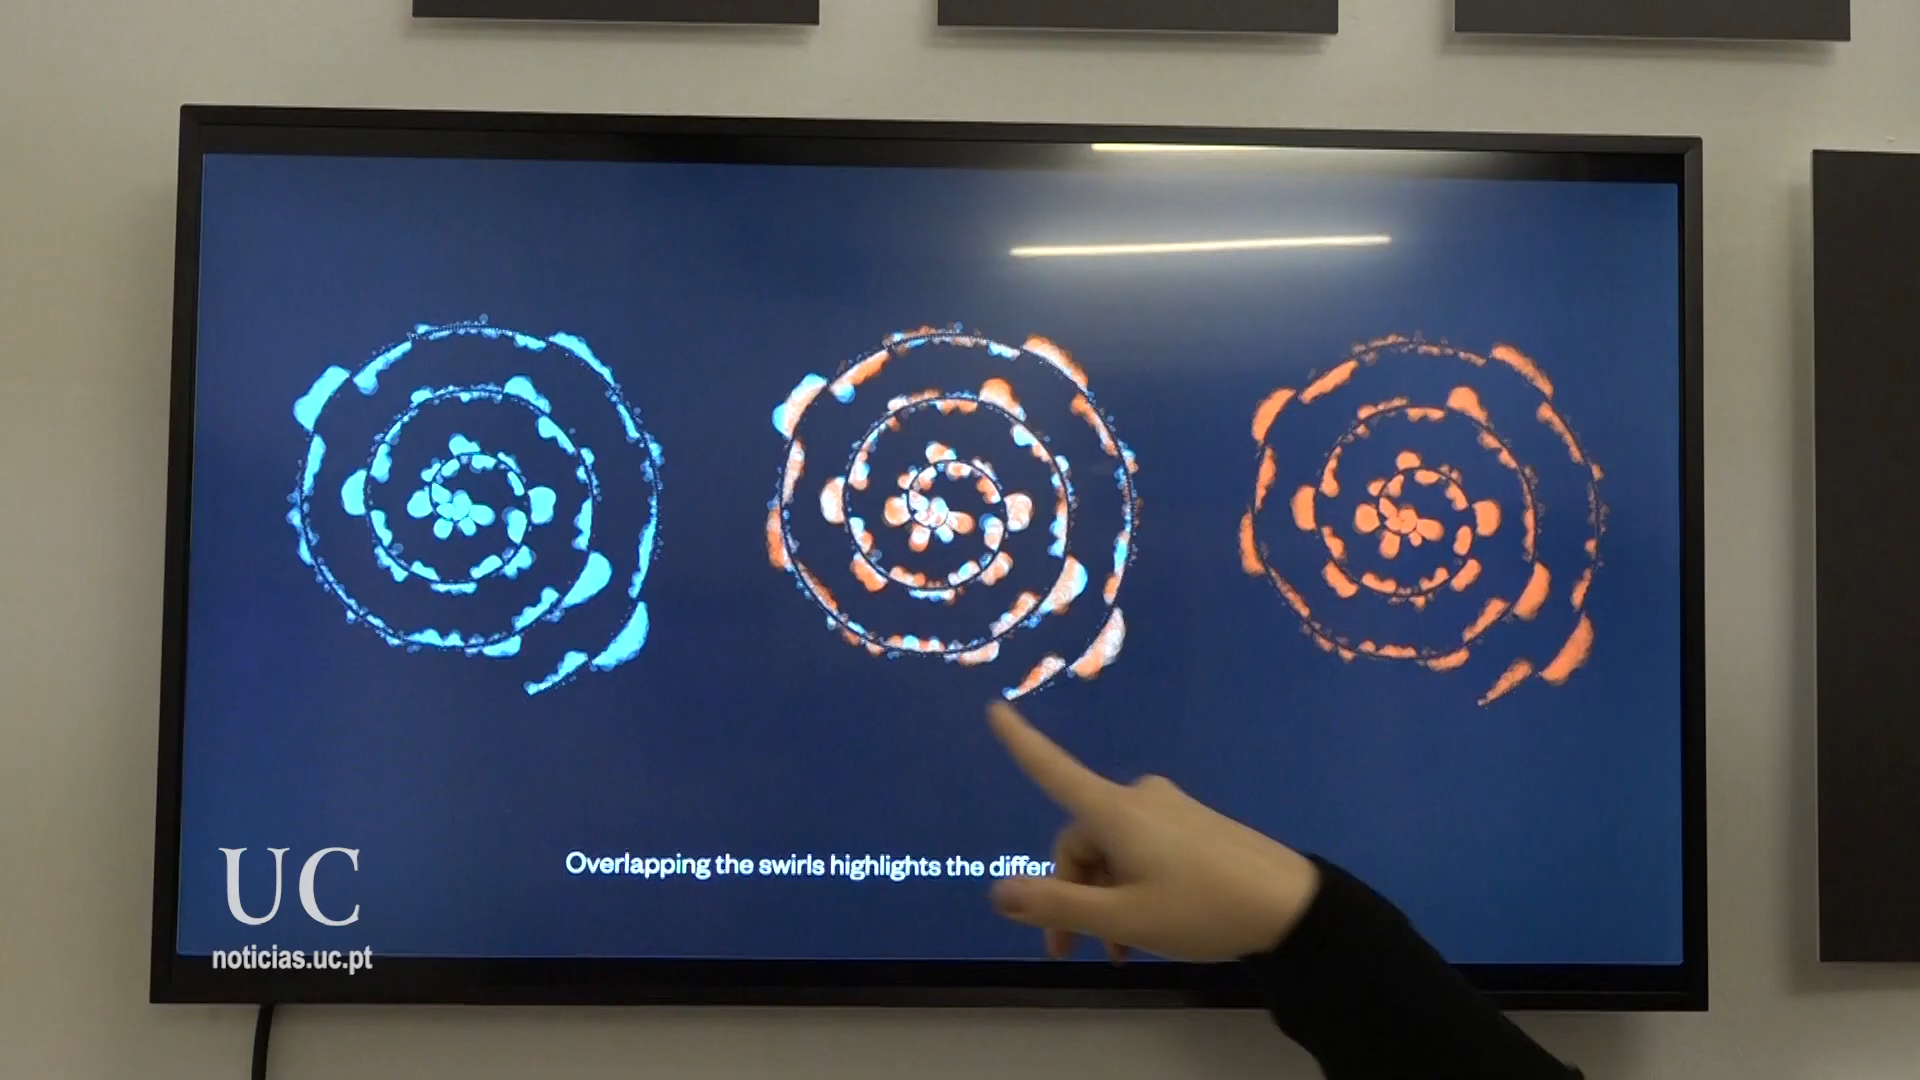 Overlapping the swirls highlights the differ
UC
noticias.uc.pt